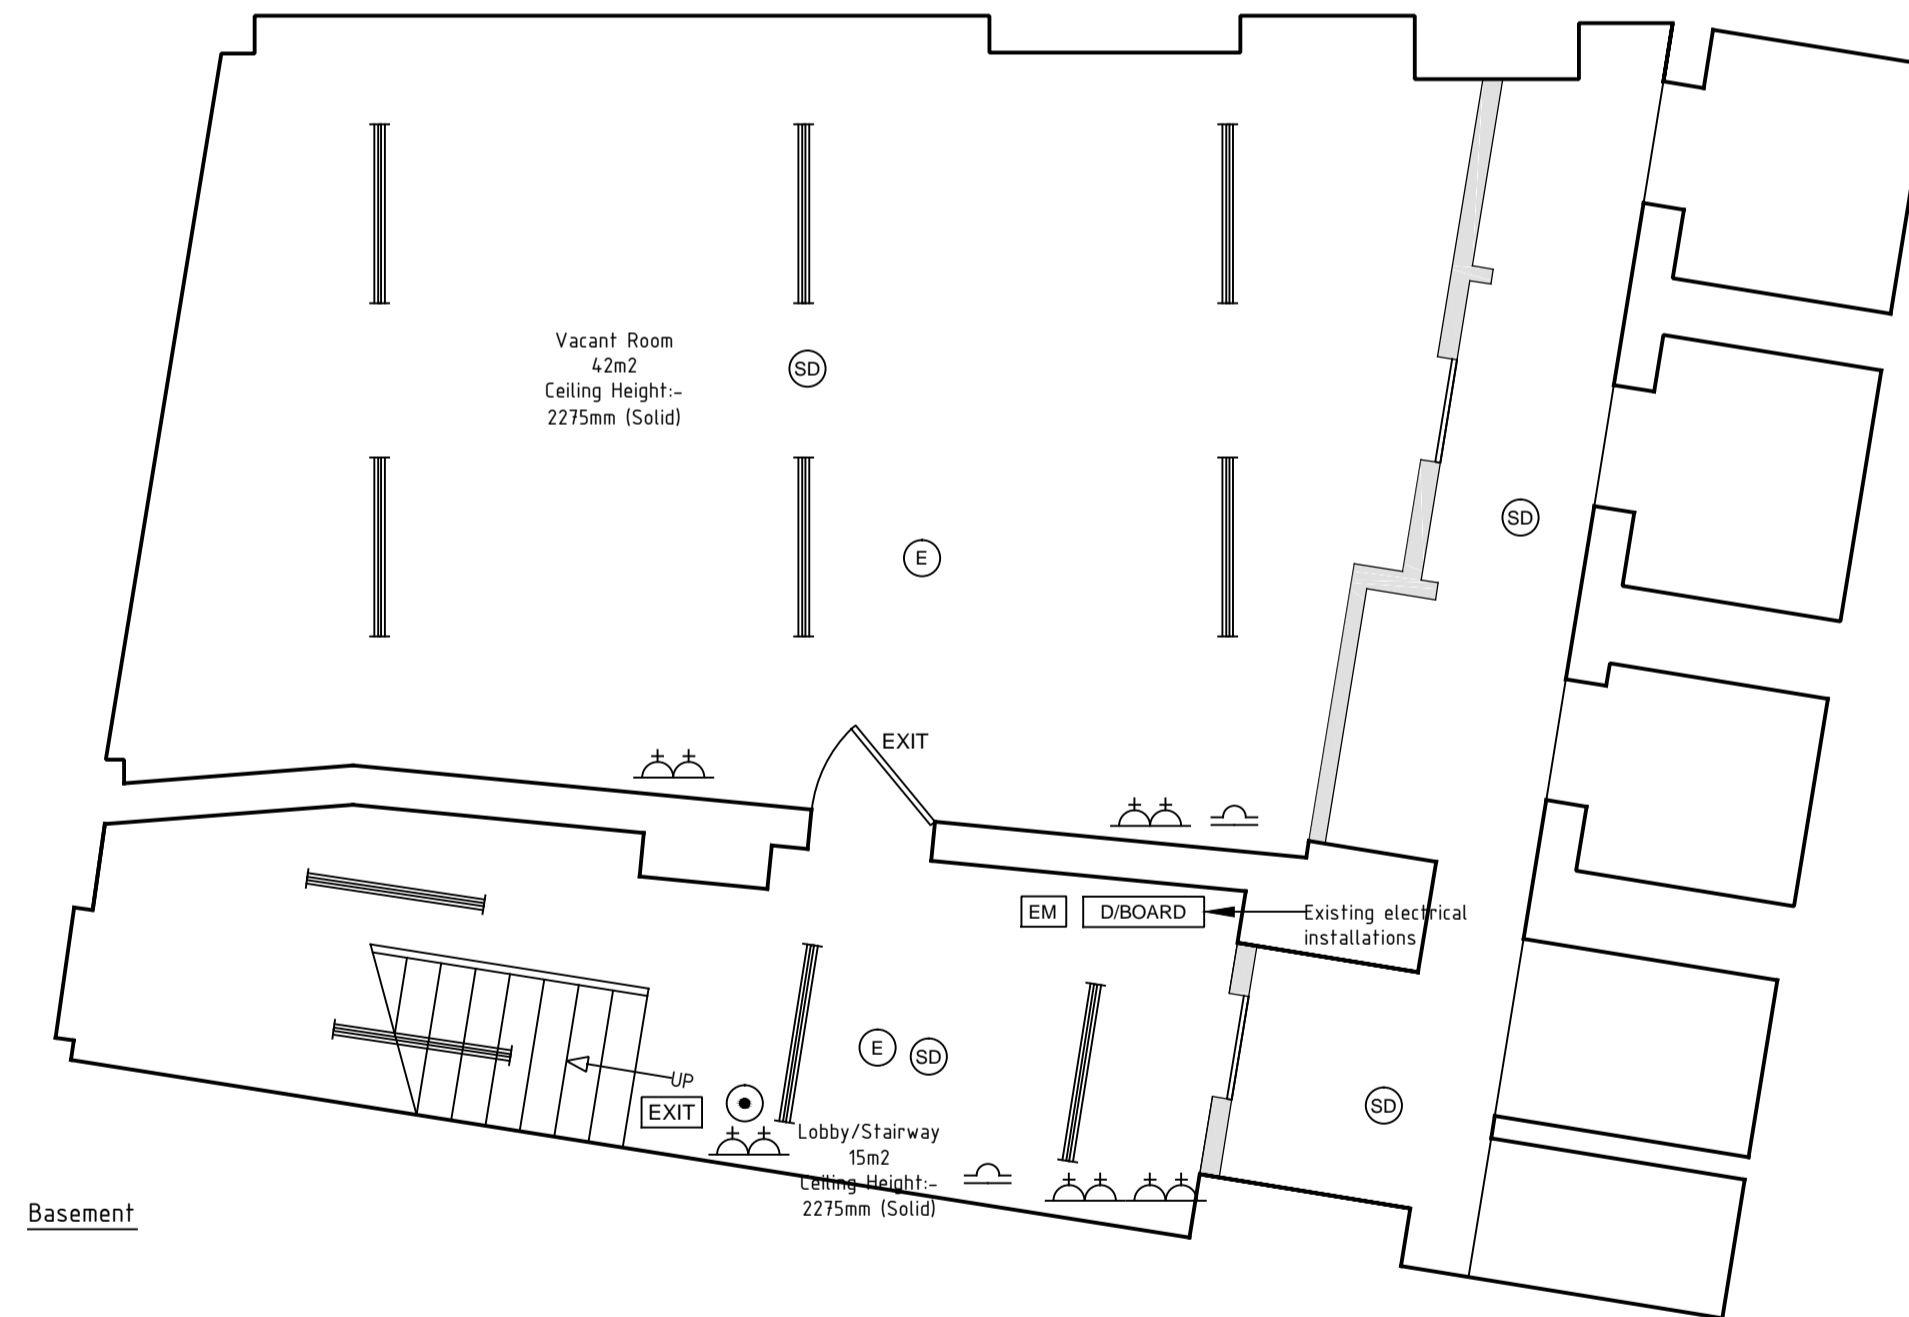 Vacant Room
42m2
Ceiling Height:-
2275mm (Solid)
SD
SD
E
EXIT
EM
D/BOARD
Existing electrical
installations
E
SD
UP
EXIT
SD
Lobby/Stairway
15m2
Ceiling Height:-
2275mm (Solid)
Basement